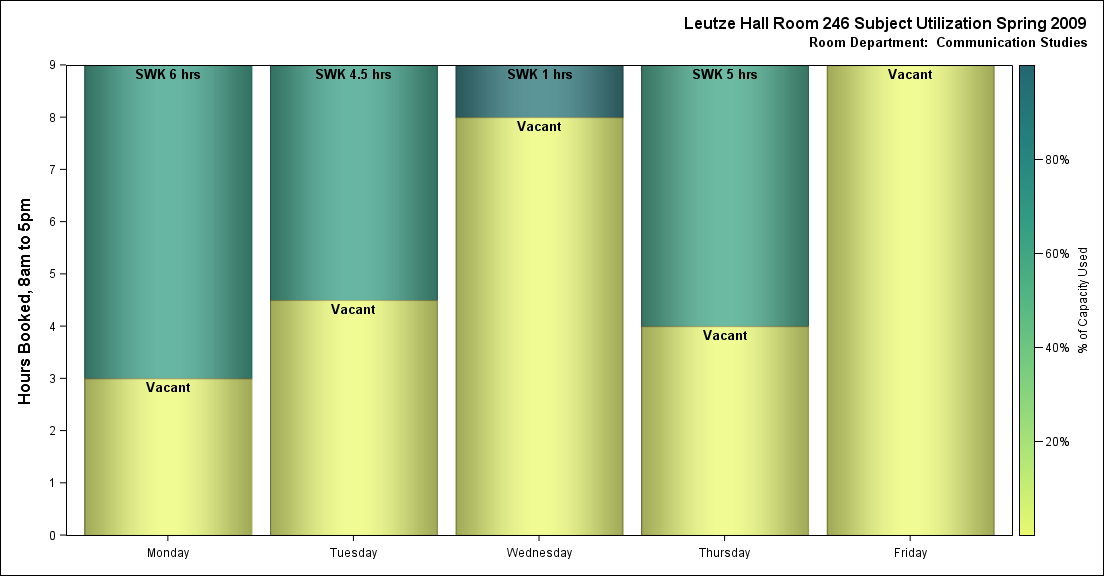 Leutze Hall Room 246 Subject Utilization Spring 2009
Room Department: Communication Studies
Hours Booked, 8am to 5pm
9
8
7
6
5
4
3
2
1
0
SWK 6 hrs
Vacant
SWK 4.5 hrs
Vacant
SWK 1 hrs
Vacant
SWK 5 hrs
Vacant
Vacant
Monday
Tuesday
Wednesday
Thursday
Friday
80%
60%
40%
20%
% of Capacity Used